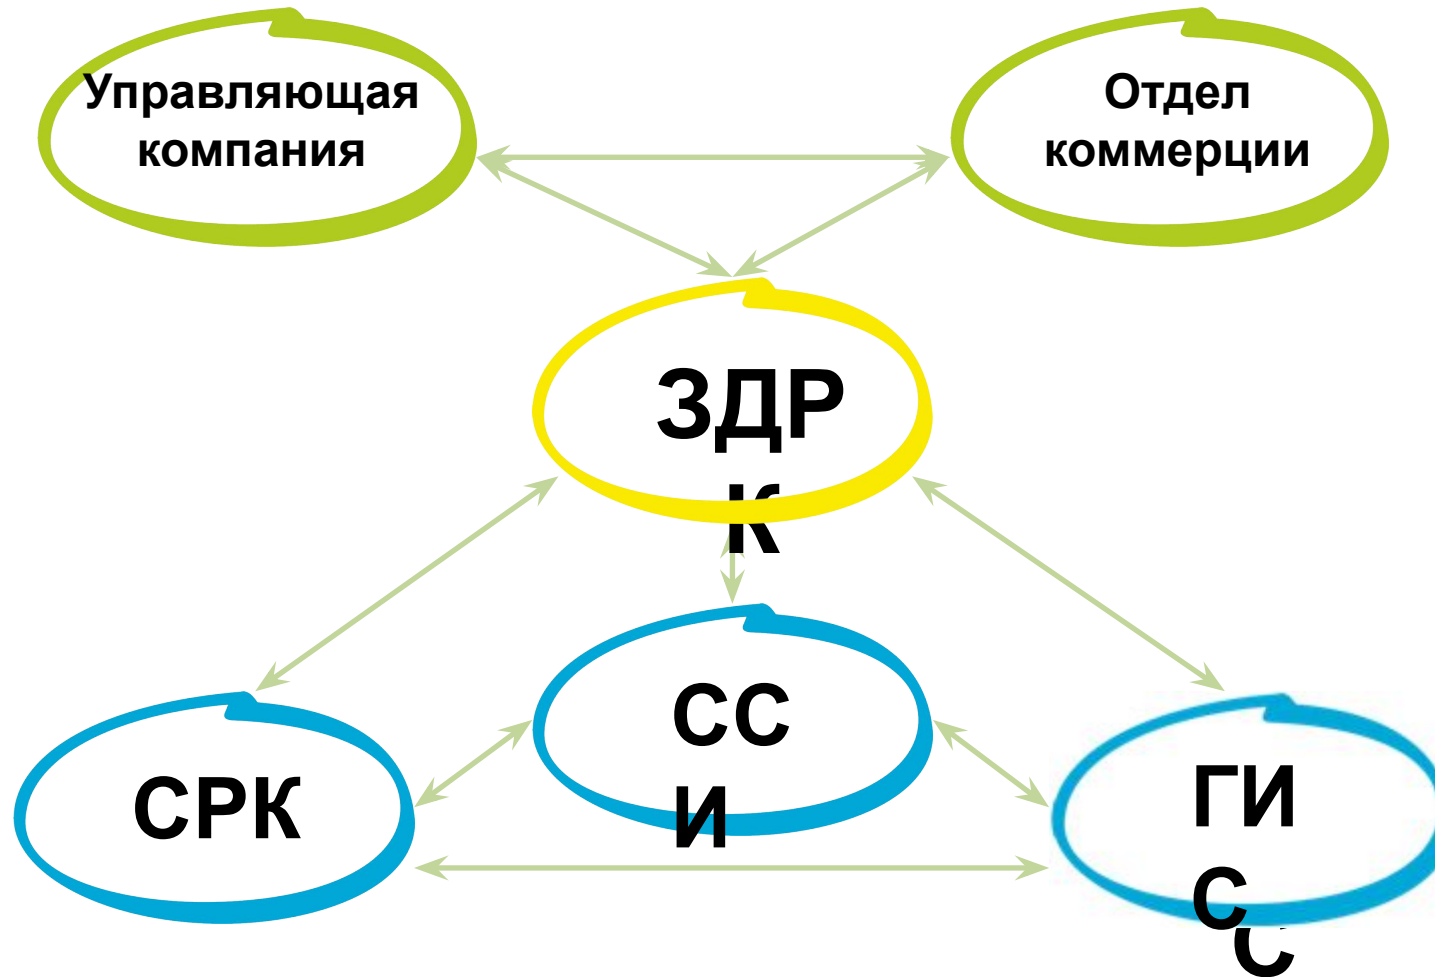 Управляющая
компания
Отдел
коммерции
ЗДР
К
СС
И
СРК
ГИ
С
С